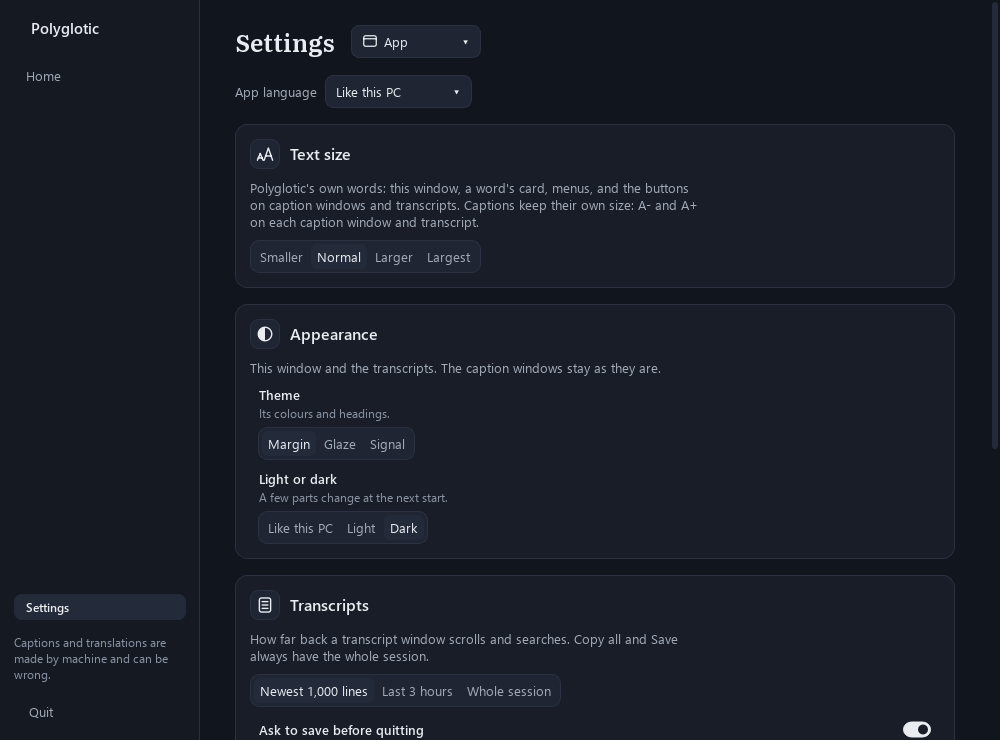 Polyglotic
Home
Settings
App
App language
Like this PC
Text size
Polyglotic's own words: this window, a word's card, menus, and the buttons
on caption windows and transcripts. Captions keep their own size: A- and A+
on each caption window and transcript.
Smaller Normal Larger Largest
Appearance
This window and the transcripts. The caption windows stay as they are.
Theme
Its colours and headings.
Margin Glaze Signal
Light or dark
A few parts change at the next start.
Like this PC Light Dark
Transcripts
How far back a transcript window scrolls and searches. Copy all and Save
always have the whole session.
Newest 1,000 lines Last 3 hours Whole session
Ask to save before quitting
Settings
Captions and translations are
made by machine and can be
wrong.
Quit